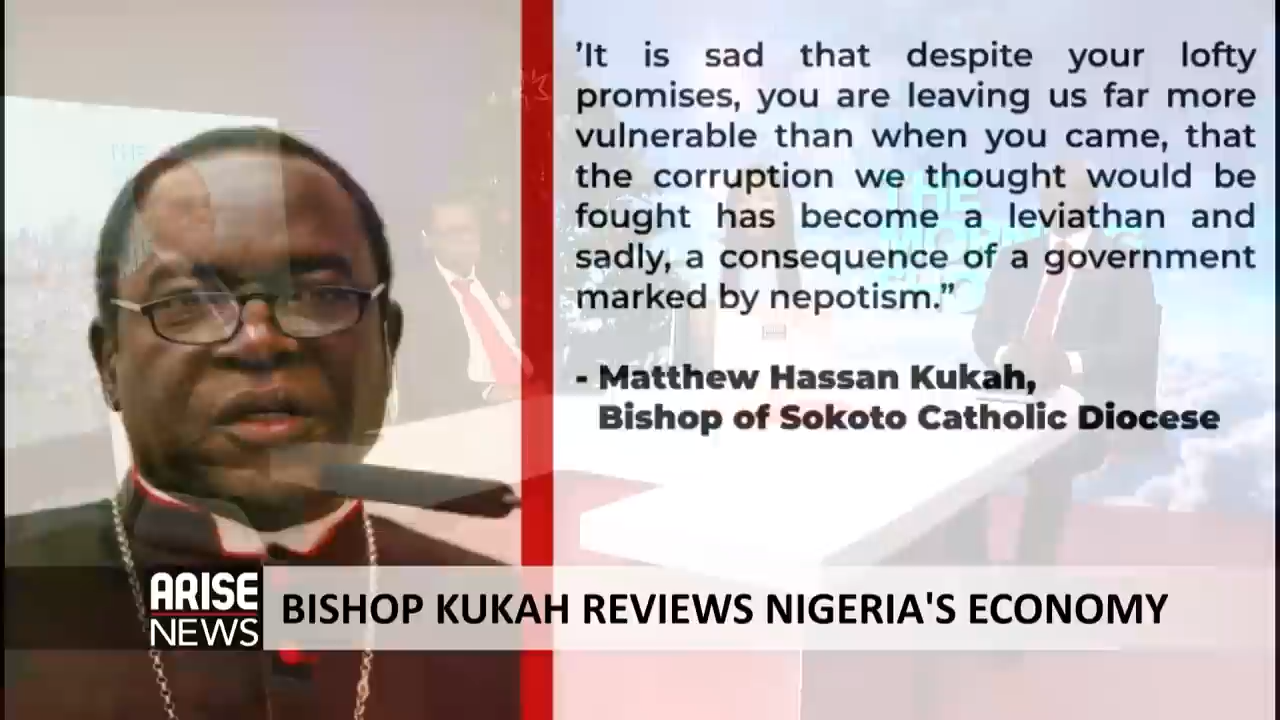 ’It is sad that despite your lofty
promises, you are leaving us far more
vulnerable than when you came, that
the corruption we thought would be
fought has become a leviathan and
sadly, a consequence of a government
marked by nepotism.”
- Matthew Hassan Kukah,
Bishop of Sokoto Catholic Diocese
ARISE
NEWS
BISHOP KUKAH REVIEWS NIGERIA'S ECONOMY